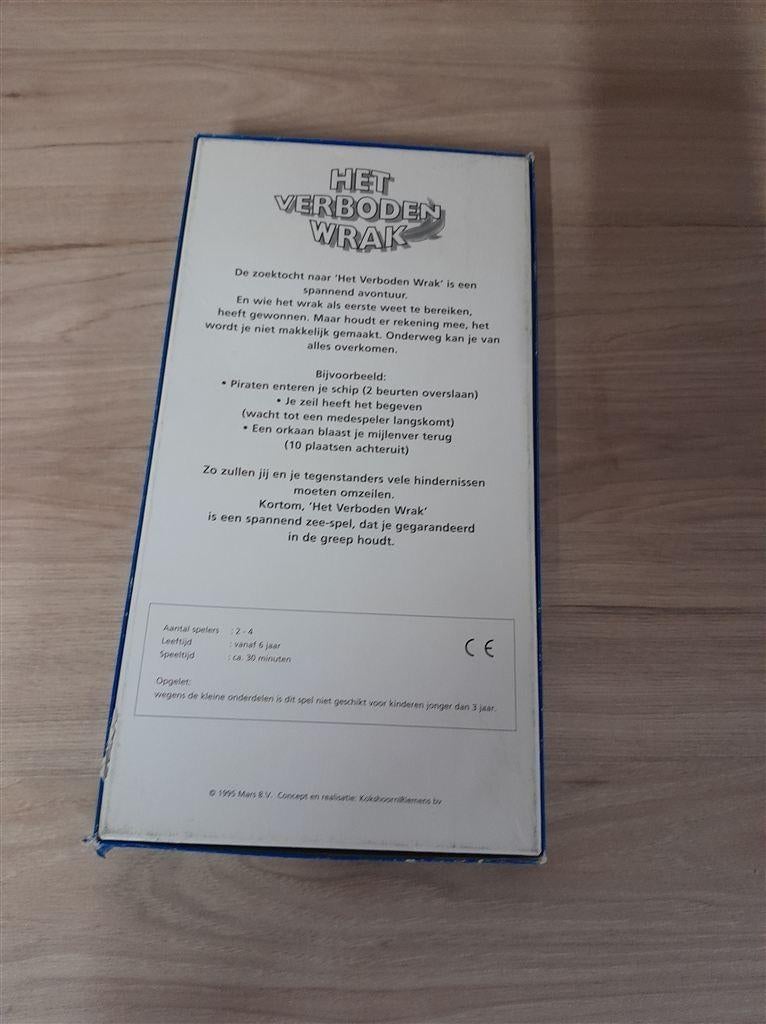 HET
VERBODEN
WRAK
De zoektocht naar 'Het Verboden Wrak' is een
spannend avontuur.
En wie het wrak als eerste weet te bereiken,
heeft gewonnen. Maar houdt er rekening mee, het
wordt je niet makkelijk gemaakt. Onderweg kan je van
alles overkomen.
Bijvoorbeeld:
• Piraten enteren je schip (2 beurten overslaan)
• Je zeil heeft het begeven
(wacht tot een medespeler langskomt)
• Een orkaan blaast je mijlenver terug
(10 plaatsen achteruit)
Zo zullen jij en je tegenstanders vele hindernissen
moeten omzeilen.
Kortom, 'Het Verboden Wrak'
is een spannend zee-spel, dat je gegarandeerd
in de greep houdt.
Aantal spelers : 2 - 4
Leeftijd : vanaf 6 jaar
Speeltijd : ca. 30 minuten
CE
Opgelet:
wegens de kleine onderdelen is dit spel niet geschikt voor kinderen jonger dan 3 jaar.
© 1995 Mars B.V. Concept en realisatie: bv